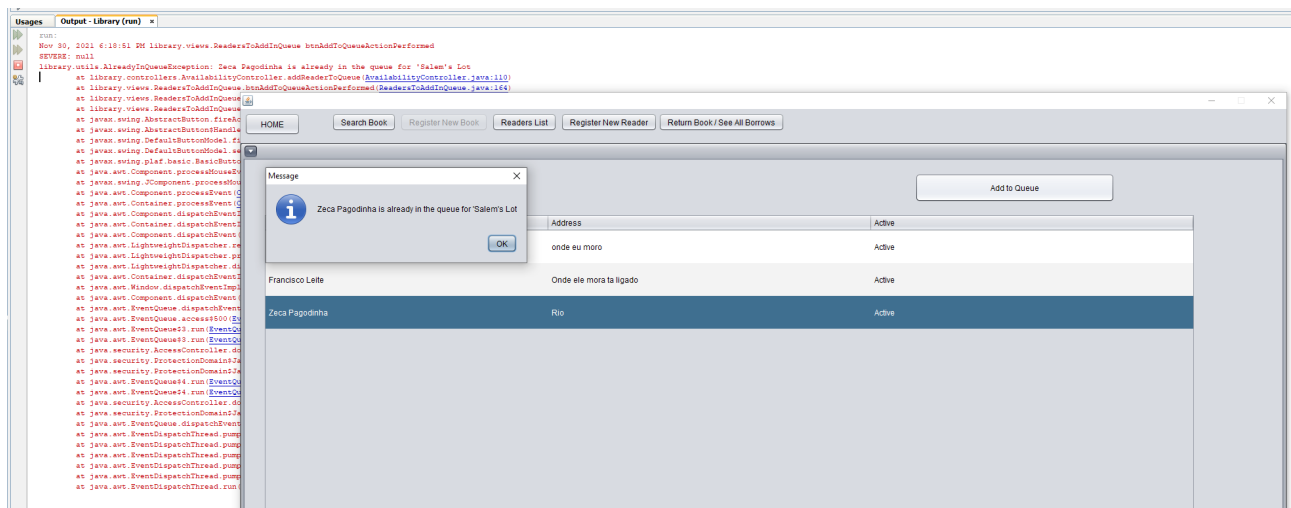 Usages Output - Library (run) ×
run:
Nov 30, 2021 6:18:51 PM library.views.ReadersToAddInQueue btnAddToQueueActionPerformed
SEVERE: null
library.utils.AlreadyInQueueException: Zeca Pagodinha is already in the queue for 'Salem's Lot
at library.controllers.AvailabilityController.addReaderToQueue(AvailabilityController.java:110)
at library.views.ReadersToAddInQueue.btnAddToQueueActionPerformed(ReadersToAddInQueue.java:164)
at library.views.ReadersToAddInQueue
at library.views.ReadersToAddInQueue
at javax.swing.AbstractButton.fireAc
at javax.swing.AbstractButton$Handle
at javax.swing.DefaultButtonModel.fi
at javax.swing.DefaultButtonModel.se
at javax.swing.plaf.basic.BasicButto
at java.awt.Component.processMouseEv
at javax.swing.JComponent.processMou
at java.awt.Component.processEvent(C
at java.awt.Container.processEvent(C
at java.awt.Component.dispatchEventI
at java.awt.Container.dispatchEventI
at java.awt.Component.dispatchEvent(
at java.awt.LightweightDispatcher.re
at java.awt.LightweightDispatcher.pr
at java.awt.LightweightDispatcher.di
at java.awt.Container.dispatchEventI
at java.awt.Window.dispatchEventImpl
at java.awt.Component.dispatchEvent(
at java.awt.EventQueue.dispatchEvent
at java.awt.EventQueue.access$500(Ev
at java.awt.EventQueue$3.run(EventQu
at java.awt.EventQueue$3.run(EventQu
at java.security.AccessController.do
at java.security.ProtectionDomain$Ja
at java.security.ProtectionDomain$Ja
at java.awt.EventQueue$4.run(EventQu
at java.awt.EventQueue$4.run(EventQu
at java.security.AccessController.do
at java.security.ProtectionDomain$Ja
at java.awt.EventQueue.dispatchEvent
at java.awt.EventDispatchThread.pump
at java.awt.EventDispatchThread.pump
at java.awt.EventDispatchThread.pump
at java.awt.EventDispatchThread.pump
at java.awt.EventDispatchThread.pump
at java.awt.EventDispatchThread.run(
HOME Search Book Register New Book Readers List Register New Reader Return Book / See All Borrows
Message
Zeca Pagodinha is already in the queue for 'Salem's Lot
OK
Add to Queue
Address Active
onde eu moro Active
Francisco Leite Onde ele mora ta ligado Active
Zeca Pagodinha Rio Active